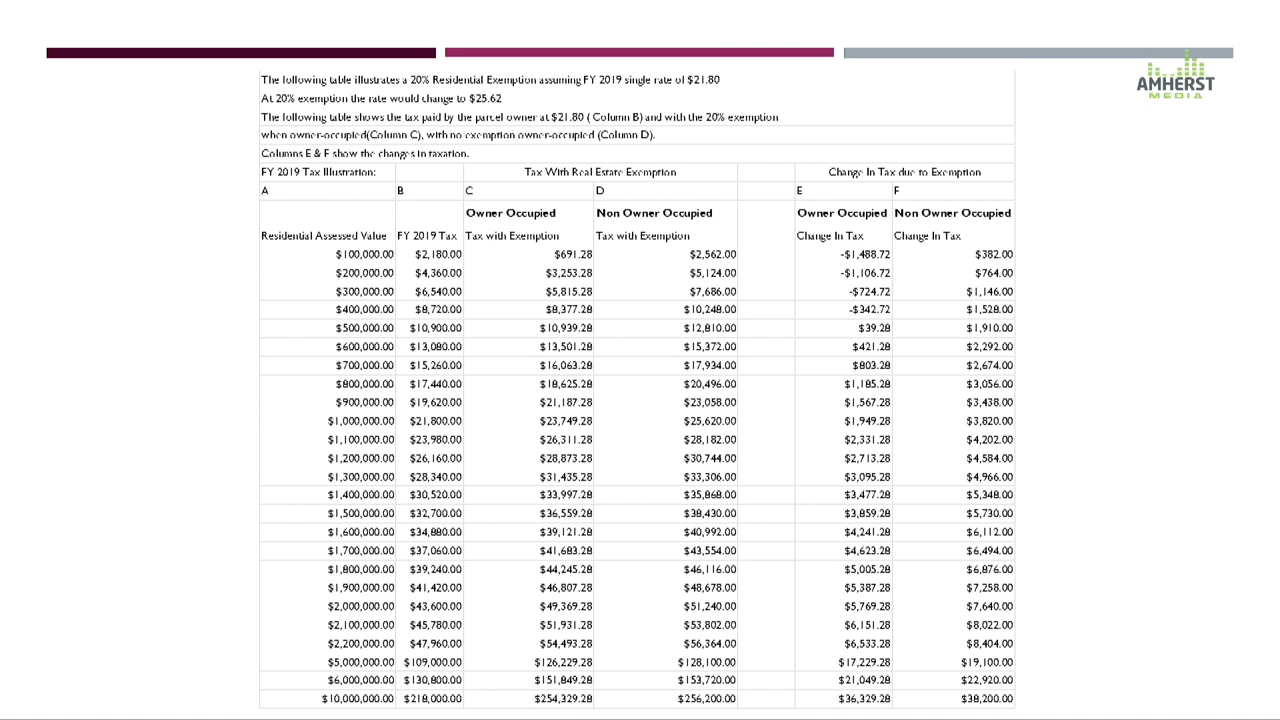 The following table illustrates a 20% Residential Exemption assuming FY 2019 single rate of $21.80
AMHERST
MEDIA
At 20% exemption the rate would change to $25.62
The following table shows the tax paid by the parcel owner at $21.80 ( Column B) and with the 20% exemption
when owner-occupied(Column C), with no exemption owner-occupied (Column D).
Columns E & F show the changes in taxation.
FY 2019 Tax Illustration: Tax With Real Estate Exemption Change In Tax due to Exemption
A B C D E F
Owner Occupied Non Owner Occupied Owner Occupied Non Owner Occupied
Residential Assessed Value FY 2019 Tax Tax with Exemption Tax with Exemption Change In Tax Change In Tax
$100,000.00 $2,180.00 $691.28 $2,562.00 -$1,488.72 $382.00
$200,000.00 $4,360.00 $3,253.28 $5,124.00 -$1,106.72 $764.00
$300,000.00 $6,540.00 $5,815.28 $7,686.00 -$724.72 $1,146.00
$400,000.00 $8,720.00 $8,377.28 $10,248.00 -$342.72 $1,528.00
$500,000.00 $10,900.00 $10,939.28 $12,810.00 $39.28 $1,910.00
$600,000.00 $13,080.00 $13,501.28 $15,372.00 $421.28 $2,292.00
$700,000.00 $15,260.00 $16,063.28 $17,934.00 $803.28 $2,674.00
$800,000.00 $17,440.00 $18,625.28 $20,496.00 $1,185.28 $3,056.00
$900,000.00 $19,620.00 $21,187.28 $23,058.00 $1,567.28 $3,438.00
$1,000,000.00 $21,800.00 $23,749.28 $25,620.00 $1,949.28 $3,820.00
$1,100,000.00 $23,980.00 $26,311.28 $28,182.00 $2,331.28 $4,202.00
$1,200,000.00 $26,160.00 $28,873.28 $30,744.00 $2,713.28 $4,584.00
$1,300,000.00 $28,340.00 $31,435.28 $33,306.00 $3,095.28 $4,966.00
$1,400,000.00 $30,520.00 $33,997.28 $35,868.00 $3,477.28 $5,348.00
$1,500,000.00 $32,700.00 $36,559.28 $38,430.00 $3,859.28 $5,730.00
$1,600,000.00 $34,880.00 $39,121.28 $40,992.00 $4,241.28 $6,112.00
$1,700,000.00 $37,060.00 $41,683.28 $43,554.00 $4,623.28 $6,494.00
$1,800,000.00 $39,240.00 $44,245.28 $46,116.00 $5,005.28 $6,876.00
$1,900,000.00 $41,420.00 $46,807.28 $48,678.00 $5,387.28 $7,258.00
$2,000,000.00 $43,600.00 $49,369.28 $51,240.00 $5,769.28 $7,640.00
$2,100,000.00 $45,780.00 $51,931.28 $53,802.00 $6,151.28 $8,022.00
$2,200,000.00 $47,960.00 $54,493.28 $56,364.00 $6,533.28 $8,404.00
$5,000,000.00 $109,000.00 $126,229.28 $128,100.00 $17,229.28 $19,100.00
$6,000,000.00 $130,800.00 $151,849.28 $153,720.00 $21,049.28 $22,920.00
$10,000,000.00 $218,000.00 $254,329.28 $256,200.00 $36,329.28 $38,200.00